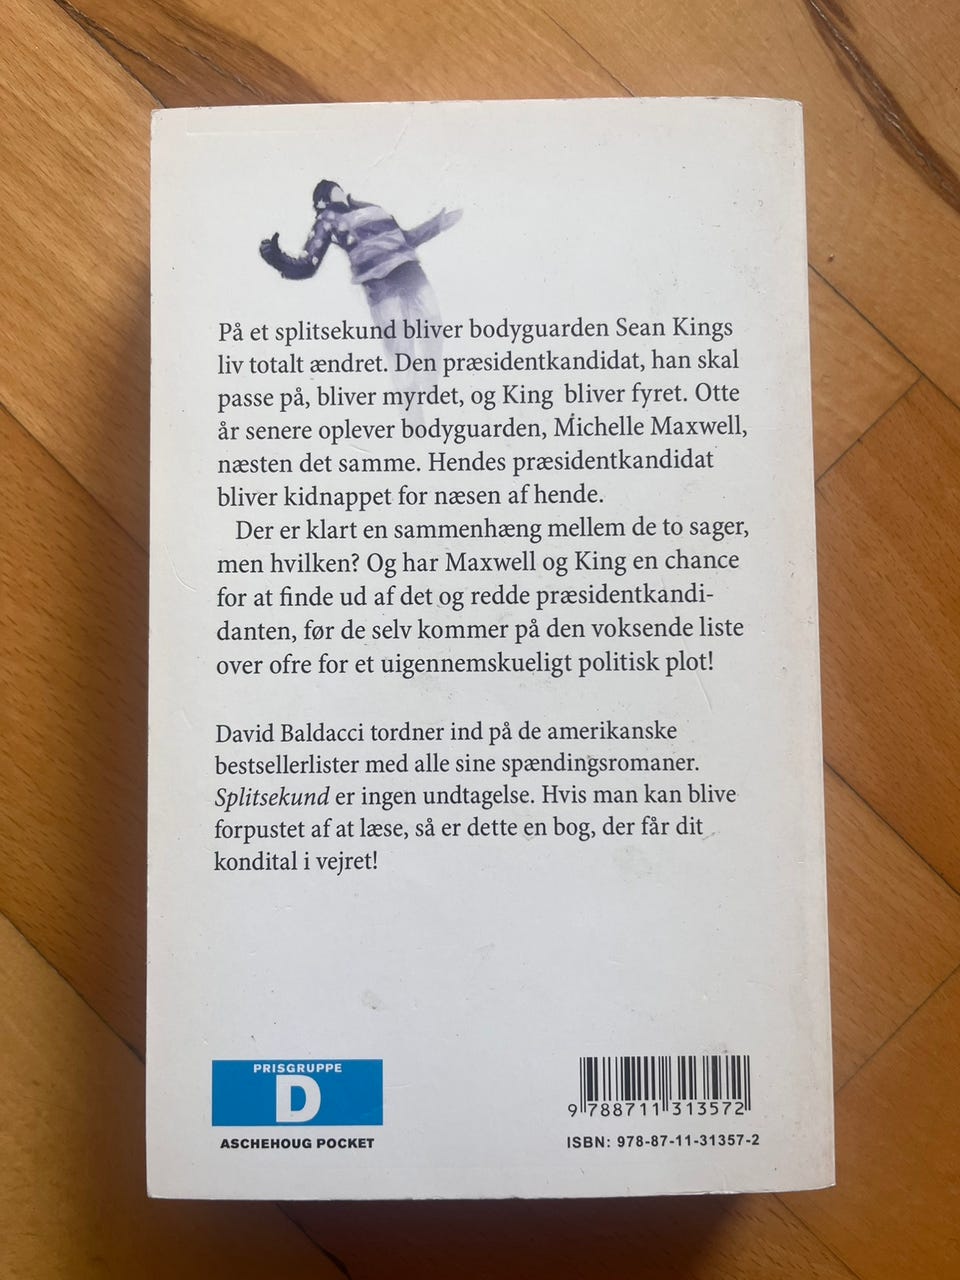 På et splitsekund bliver bodyguarden Sean Kings
liv totalt ændret. Den præsidentkandidat, han skal
passe på, bliver myrdet, og King bliver fyret. Otte
år senere oplever bodyguarden, Michelle Maxwell,
næsten det samme. Hendes præsidentkandidat
bliver kidnappet for næsen af hende.
Der er klart en sammenhæng mellem de to sager,
men hvilken? Og har Maxwell og King en chance
for at finde ud af det og redde præsidentkandi-
danten, før de selv kommer på den voksende liste
over ofre for et uigennemskueligt politisk plot!
David Baldacci tordner ind på de amerikanske
bestsellerlister med alle sine spændingsromaner.
Splitsekund er ingen undtagelse. Hvis man kan blive
forpustet af at læse, så er dette en bog, der får dit
kondital i vejret!
PRISGRUPPE
D
ASCHEHOUG POCKET
9 788711 313572
ISBN: 978-87-11-31357-2